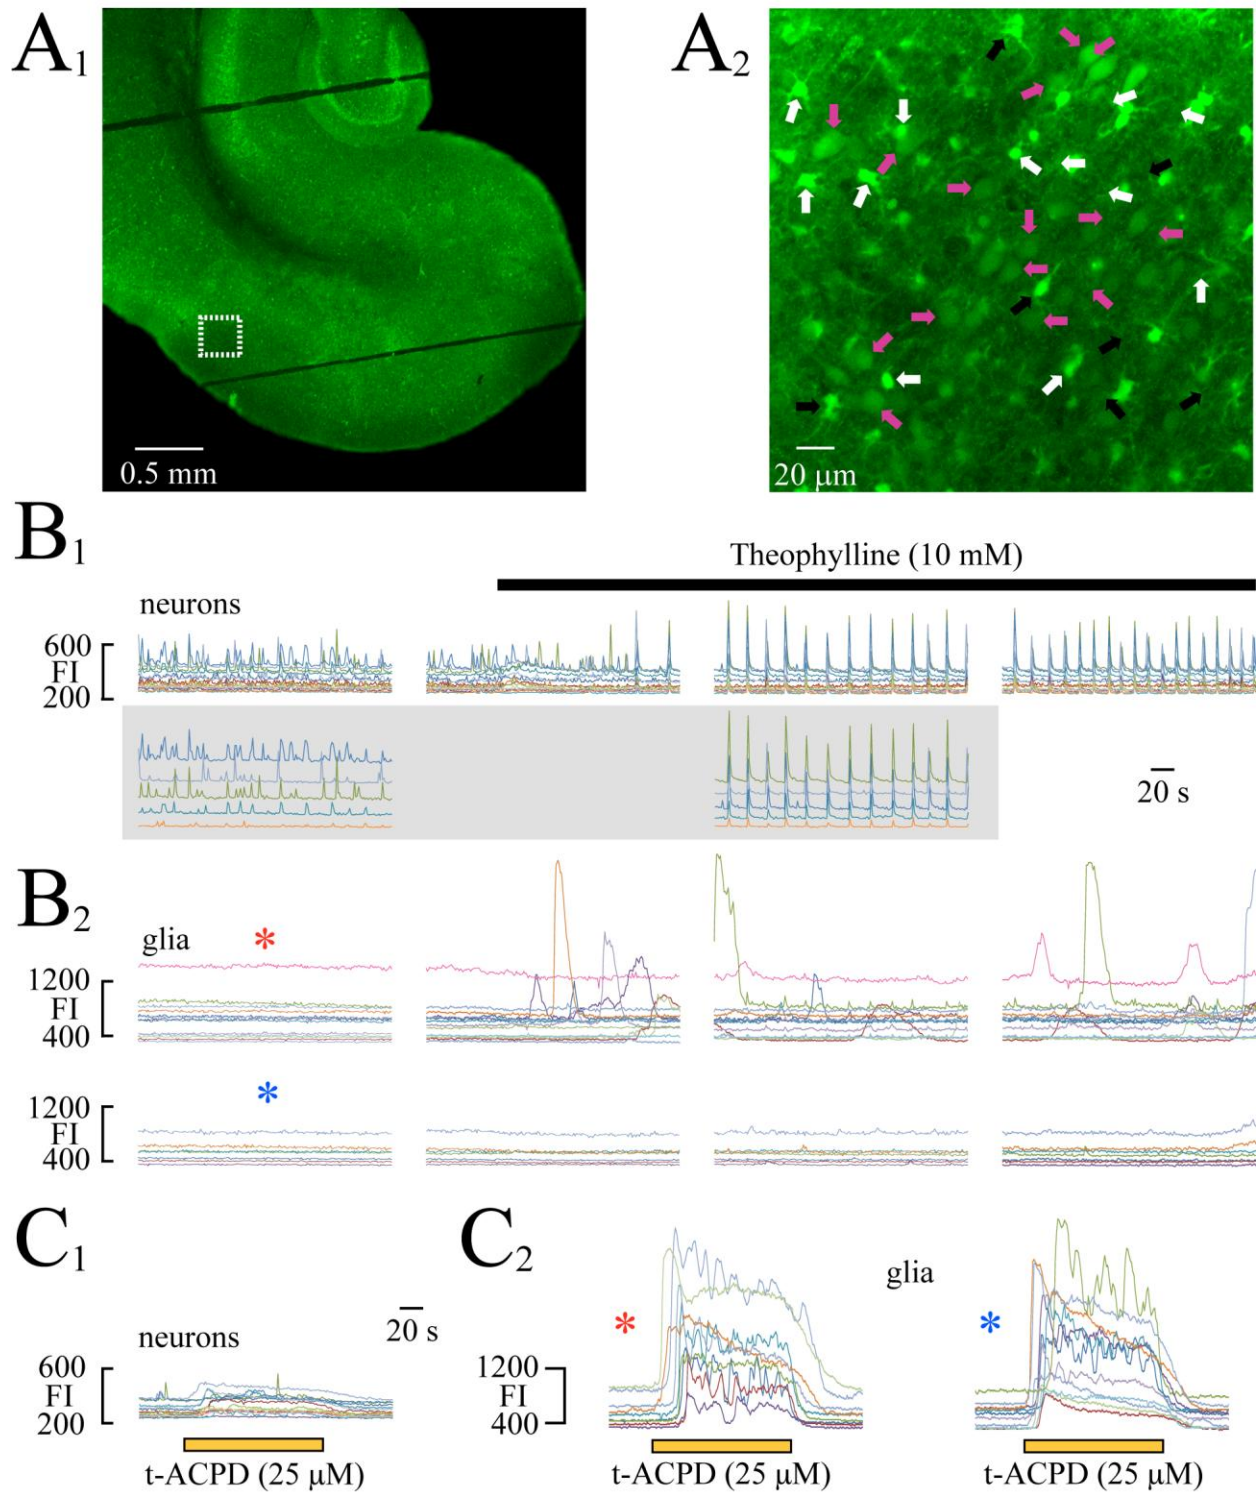 A1
A2
0.5 mm
20 μm
B1
Theophylline (10 mM)
neurons
600
FI
200
20 s
B2
glia
*
1200
FI
400
*
1200
FI
400
C1
C2
glia
20 s
neurons
*
*
600
FI
200
1200
FI
400
t-ACPD (25 μM)
t-ACPD (25 μM)
t-ACPD (25 μM)